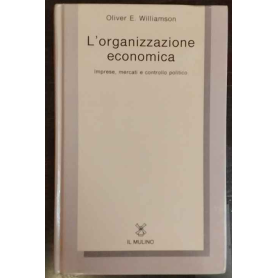 Oliver E. Williamson
L'organizzazione
economica
Imprese, mercati e controllo politico
IL MULINO